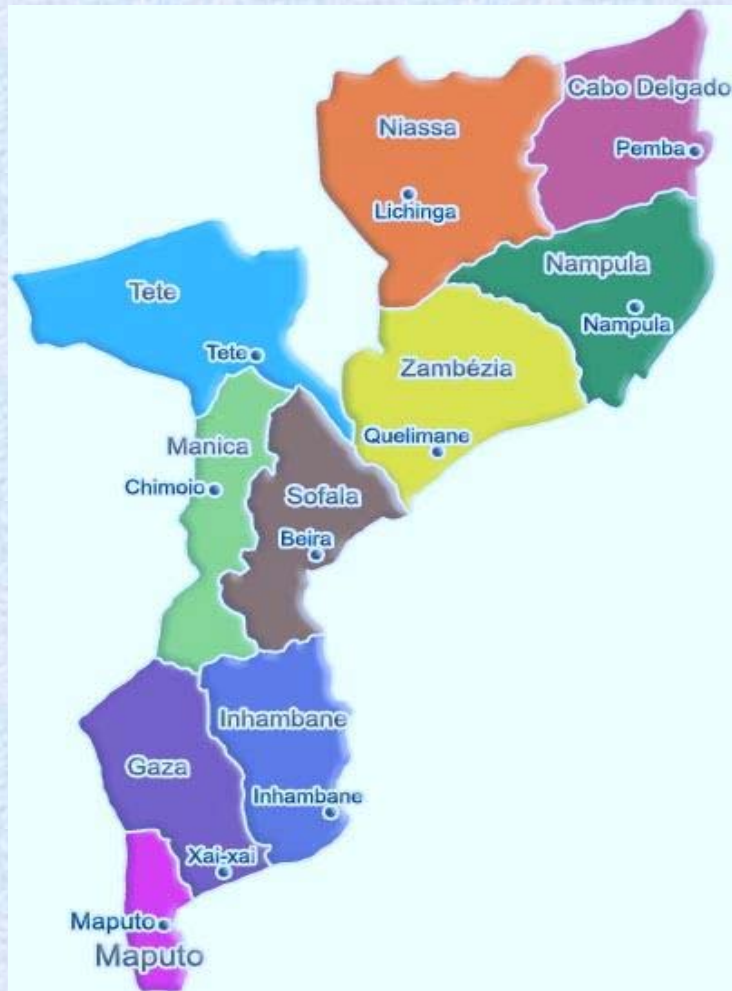 Cabo Delgado
Niassa
Pemba
Lichinga
Nampula
Tete
Nampula
Tete
Zambézia
Quelimane
Manica
Chimoio
Sofala
Beira
Inhambane
Gaza
Inhambane
Xai-xai
Maputo
Maputo